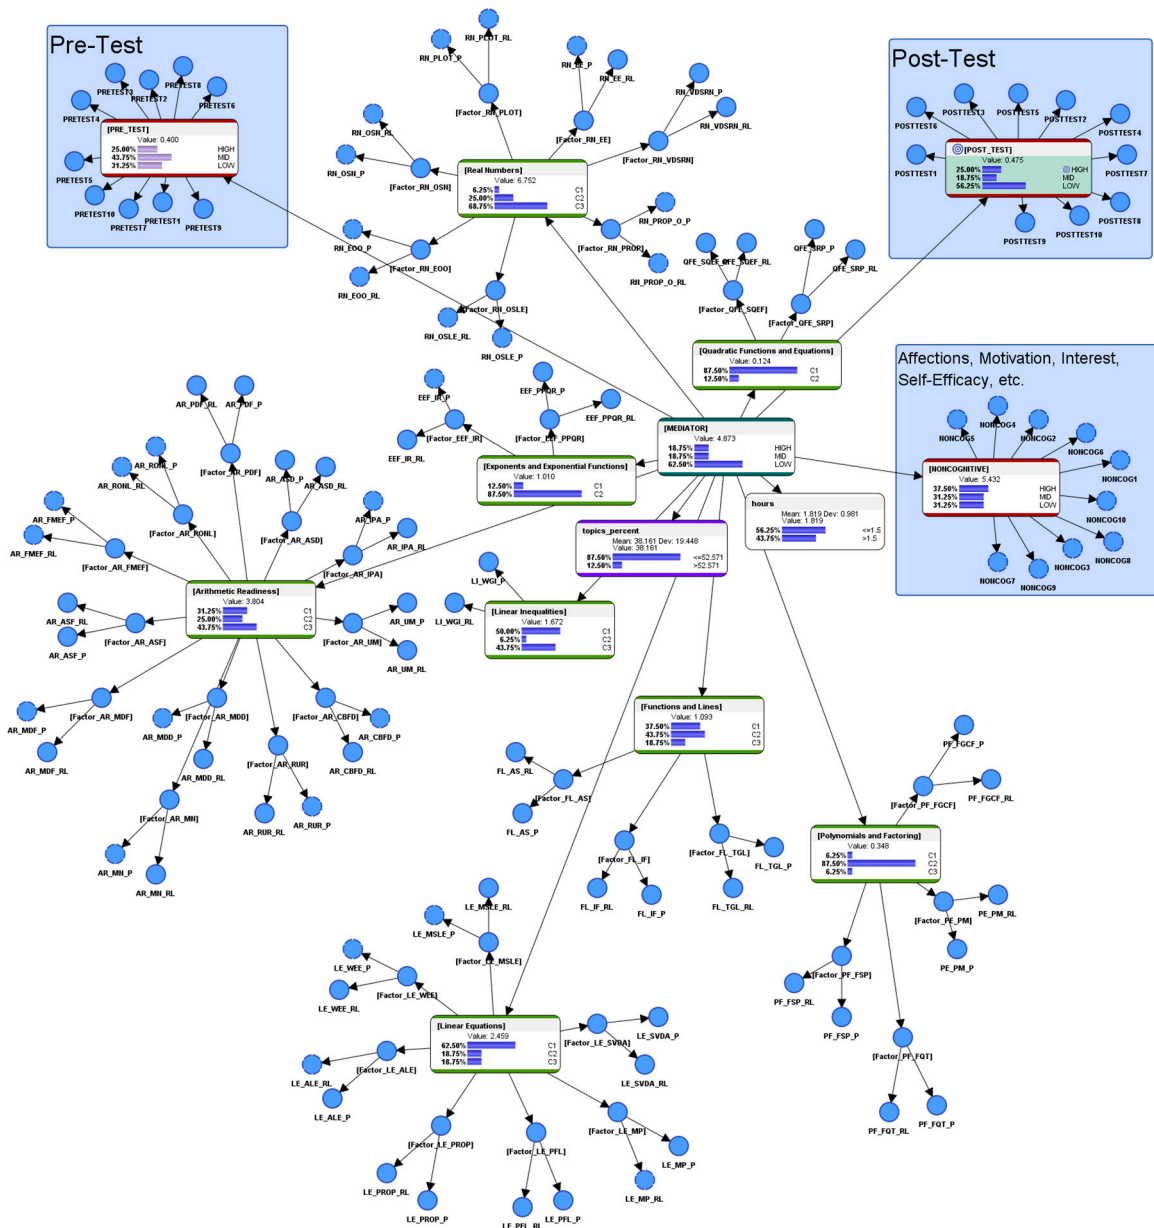 Pre-Test
PRETEST3
PRETEST2
PRETEST8
PRETEST6
PRETEST4
[PRE_TEST]
Value: 0.400
25.00% HIGH
43.75% MID
31.25% LOW
PRETEST5
PRETEST10
PRETEST7
PRETEST1
PRETEST9
RN_PLOT_P
RN_PLOT_RL
RN_EE_P
RN_EE_RL
RN_VDSRN_P
RN_VDSRN_RL
[Factor_RN_PLOT]
[Factor_RN_EE]
[Factor_RN_VDSRN]
RN_OSN_RL
RN_OSN_P
[Factor_RN_OSN]
[Real Numbers]
Value: 6.752
6.25% C1
25.00% C2
68.75% C3
RN_EOO_P
RN_EOO_RL
[Factor_RN_EOO]
[Factor_RN_OSLE]
RN_OSLE_RL
RN_OSLE_P
[Factor_RN_PROP]
RN_PROP_O_P
RN_PROP_O_RL
Post-Test
POSTTEST6
POSTTEST3
POSTTEST5
POSTTEST2
POSTTEST4
[POST_TEST]
Value: 0.475
25.00% HIGH
18.75% MID
56.25% LOW
POSTTEST1
POSTTEST7
POSTTEST8
POSTTEST9
POSTTEST10
QFE_SQEF_RL
QFE_SRP_P
QFE_SRP_RL
[Factor_QFE_SQEF]
[Factor_QFE_SRP]
[Quadratic Functions and Equations]
Value: 0.124
87.50% C1
12.50% C2
Affections, Motivation, Interest,
Self-Efficacy, etc.
NONCOG5
NONCOG4
NONCOG2
NONCOG6
NONCOG1
[NONCOGNITIVE]
Value: 5.432
37.50% HIGH
31.25% MID
31.25% LOW
NONCOG10
NONCOG8
NONCOG3
NONCOG9
NONCOG7
[MEDIATOR]
Value: 4.873
18.75% HIGH
18.75% MID
62.50% LOW
EEF_IR_P
EEF_IR_RL
[Factor_EEF_IR]
EEF_PPQR_P
EEF_PPQR_RL
[Factor_EEF_PPQR]
[Exponents and Exponential Functions]
Value: 1.010
12.50% C1
87.50% C2
hours
Mean: 1.819 Dev: 0.981
Value: 1.819
56.25% <=1.5
43.75% >1.5
topics_percent
Mean: 38.161 Dev: 19.448
Value: 38.161
87.50% <=52.571
12.50% >52.571
LI_WGI_P
LI_WGI_RL
[Linear Inequalities]
Value: 1.672
50.00% C1
6.25% C2
43.75% C3
AR_PDF_RL
AR_PDF_P
[Factor_AR_PDF]
AR_RONL_P
AR_RONL_RL
[Factor_AR_RONL]
AR_ASD_P
AR_ASD_RL
[Factor_AR_ASD]
AR_FMEF_P
AR_FMEF_RL
[Factor_AR_FMEF]
AR_IPA_P
AR_IPA_RL
[Factor_AR_IPA]
[Arithmetic Readiness]
Value: 3.804
31.25% C1
25.00% C2
43.75% C3
AR_ASF_RL
AR_ASF_P
[Factor_AR_ASF]
AR_UM_P
AR_UM_RL
[Factor_AR_UM]
AR_MDF_P
AR_MDF_RL
[Factor_AR_MDF]
[Factor_AR_MDD]
AR_MDD_P
AR_MDD_RL
[Factor_AR_CBFD]
AR_CBFD_P
AR_CBFD_RL
[Factor_AR_RUR]
AR_RUR_RL
AR_RUR_P
[Factor_AR_MN]
AR_MN_P
AR_MN_RL
[Functions and Lines]
Value: 1.093
37.50% C1
43.75% C2
18.75% C3
FL_AS_RL
[Factor_FL_AS]
FL_AS_P
[Factor_FL_IF]
FL_IF_RL
FL_IF_P
[Factor_FL_TGL]
FL_TGL_P
FL_TGL_RL
PF_FGCF_P
PF_FGCF_RL
[Factor_PF_FGCF]
[Polynomials and Factoring]
Value: 0.348
6.25% C1
87.50% C2
6.25% C3
PE_PM_RL
[Factor_PE_PM]
PE_PM_P
[Factor_PF_FSP]
PF_FSP_RL
PF_FSP_P
[Factor_PF_FQT]
PF_FQT_RL
PF_FQT_P
LE_MSLE_RL
LE_MSLE_P
[Factor_LE_MSLE]
LE_WEE_P
LE_WEE_RL
[Factor_LE_WEE]
[Linear Equations]
Value: 2.459
62.50% C1
18.75% C2
18.75% C3
[Factor_LE_SVDA]
LE_SVDA_P
LE_SVDA_RL
LE_ALE_RL
[Factor_LE_ALE]
LE_ALE_P
[Factor_LE_PROP]
LE_PROP_RL
LE_PROP_P
[Factor_LE_PFL]
LE_PFL_RL
LE_PFL_P
[Factor_LE_MP]
LE_MP_P
LE_MP_RL